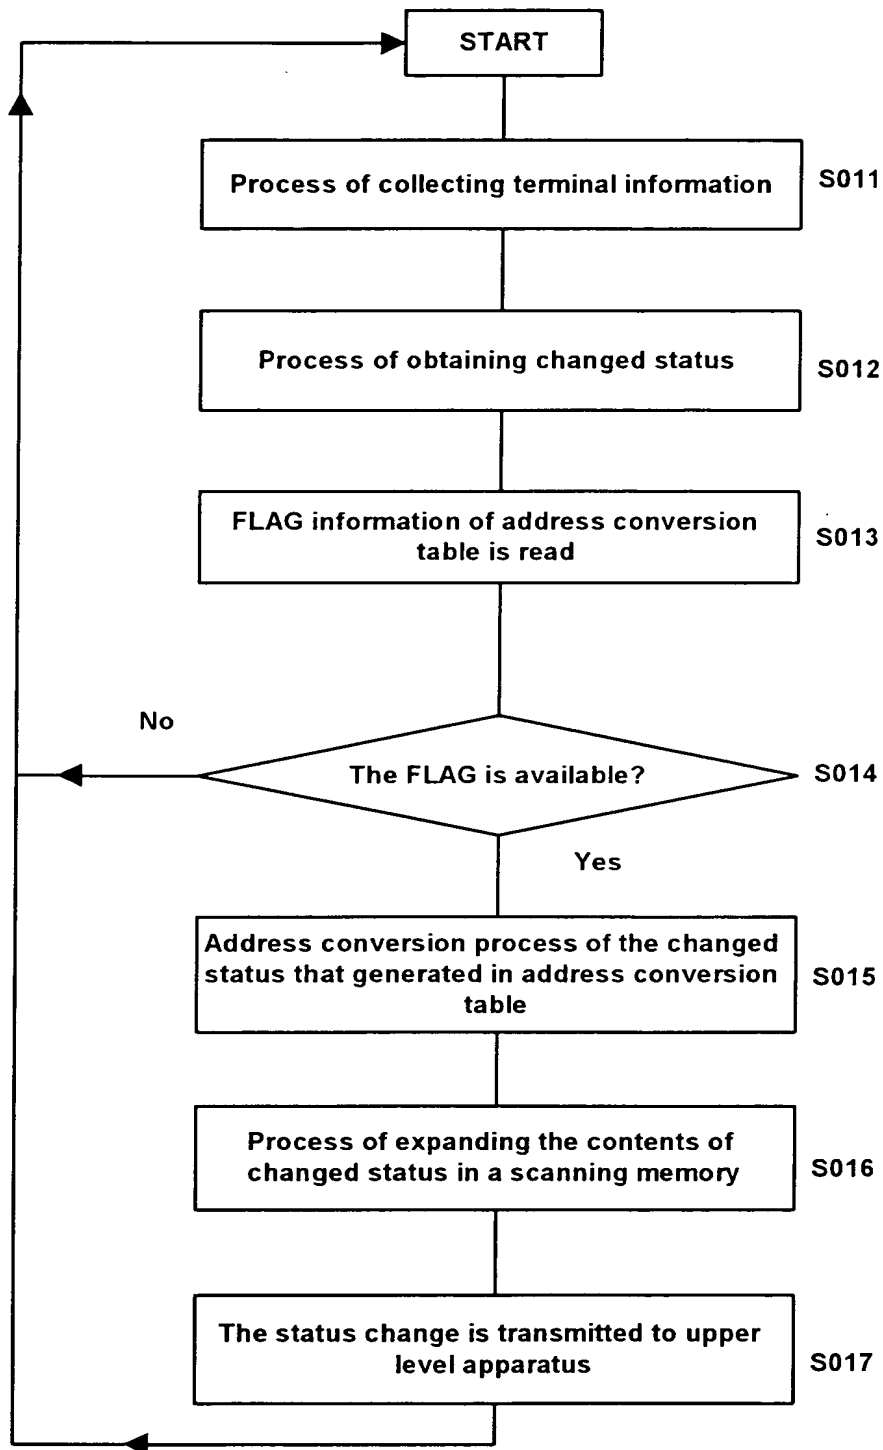 START
Process of collecting terminal information
S011
Process of obtaining changed status
S012
FLAG information of address conversion
table is read
S013
No
The FLAG is available?
S014
Yes
Address conversion process of the changed
status that generated in address conversion
table
S015
Process of expanding the contents of
changed status in a scanning memory
S016
The status change is transmitted to upper
level apparatus
S017